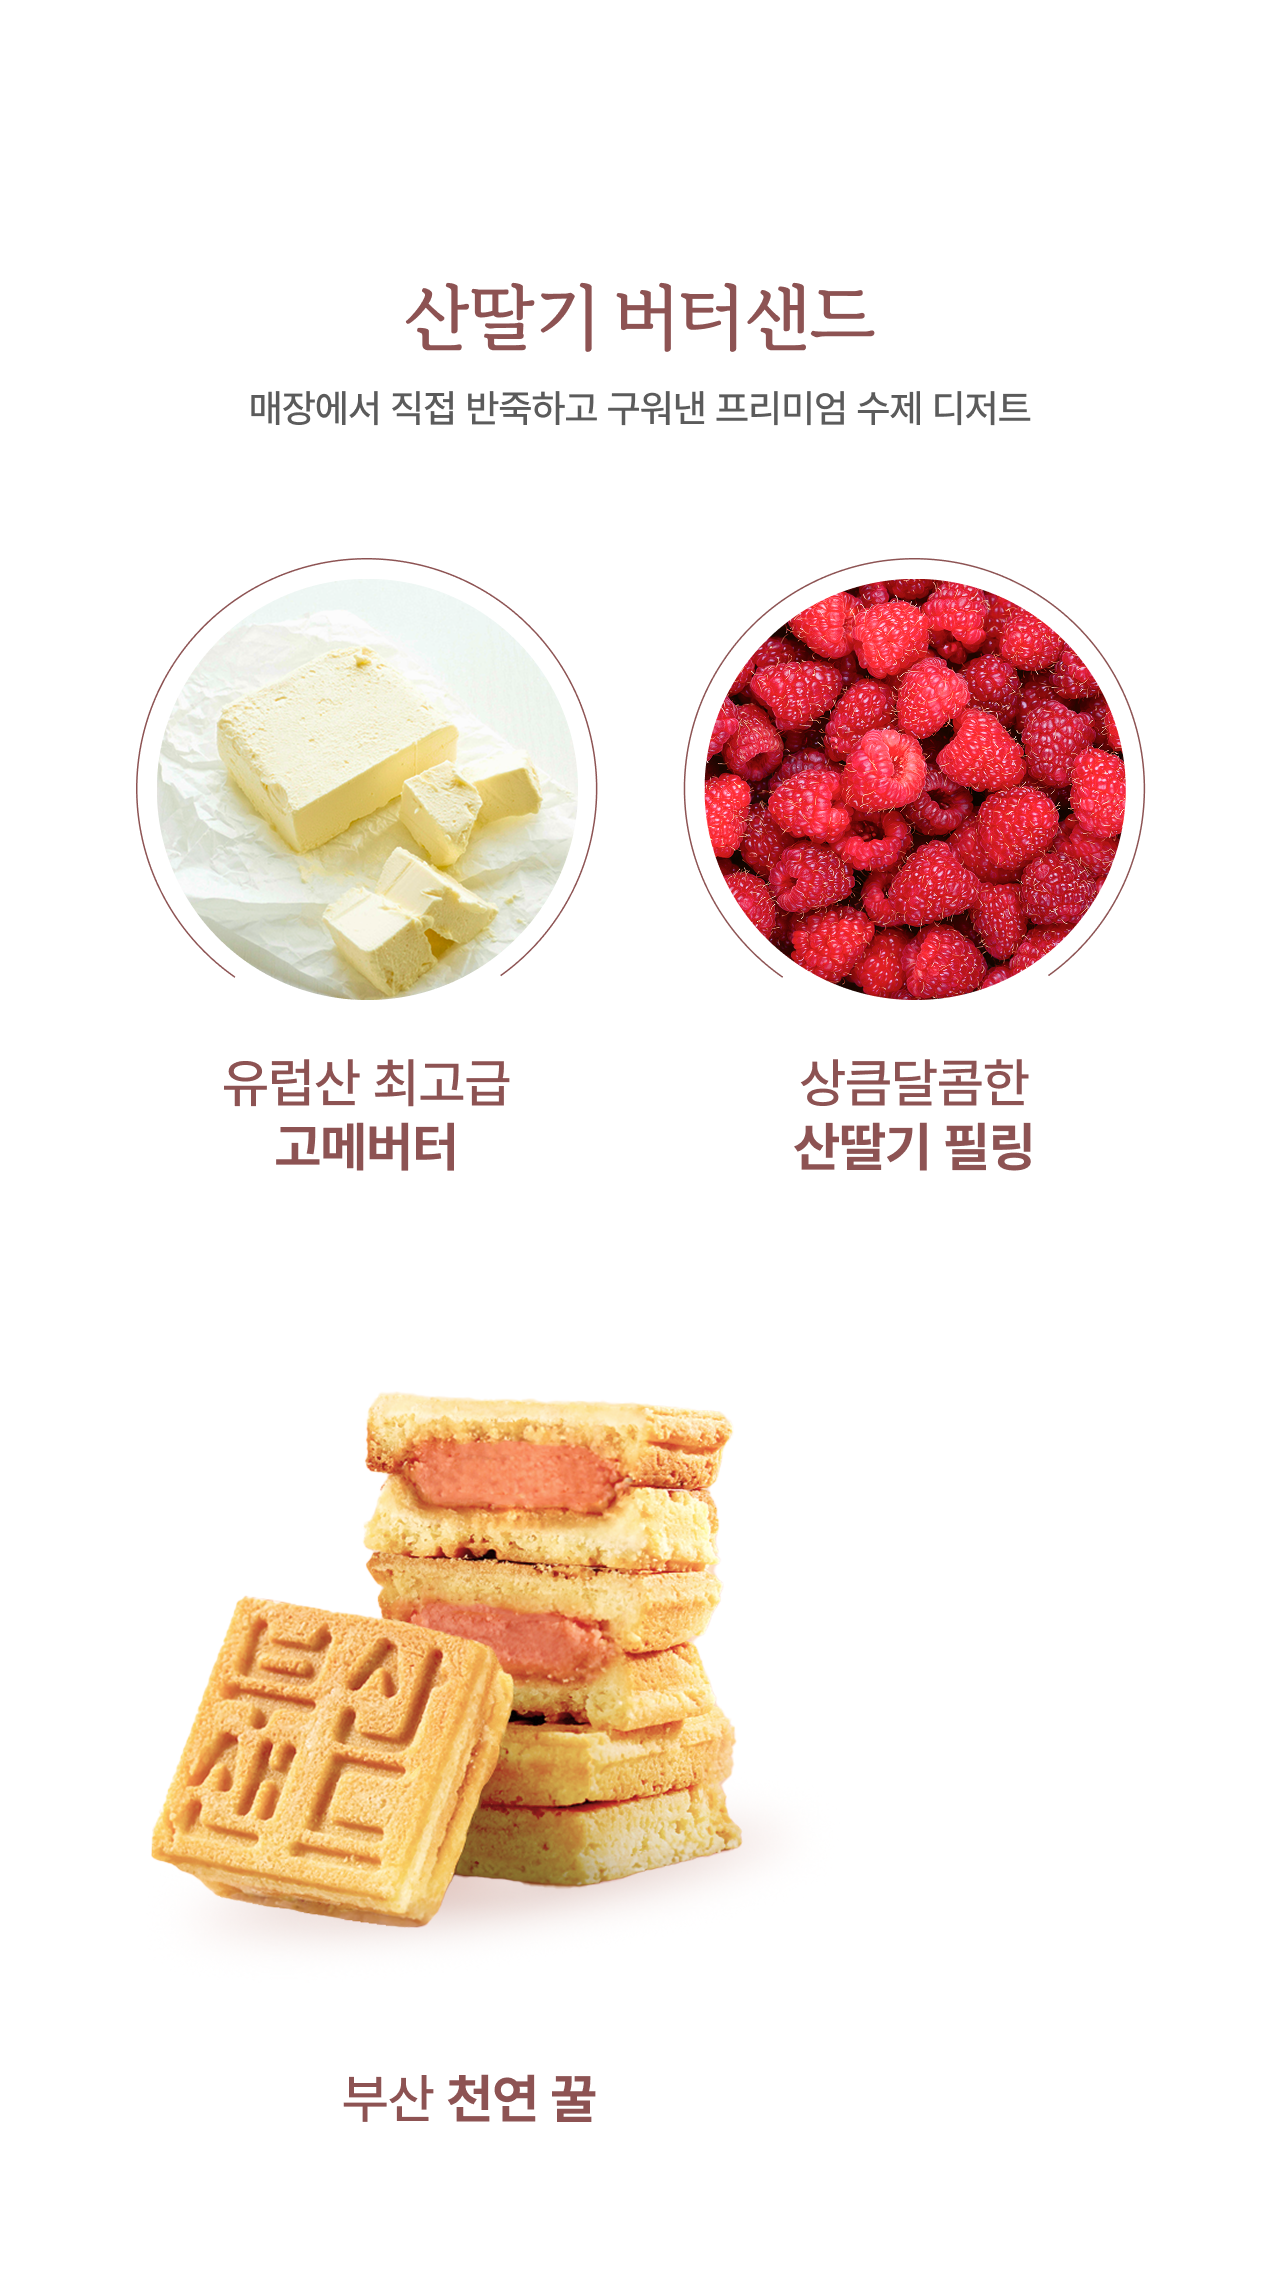 산딸기 버터샌드
매장에서 직접 반죽하고 구워낸 프리미엄 수제 디저트
유럽산 최고급
고메버터
상큼달콤한
산딸기 필링
부산
샌드
부산 천연 꿀